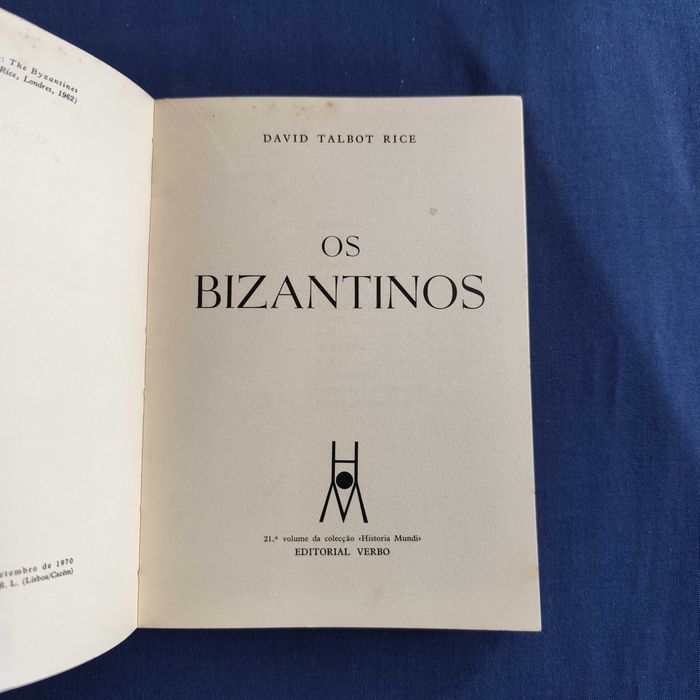 The Byzantines
Rice, Londres, 1962)
etembro de 1970
R. L. (Lisboa/Cacém)
DAVID TALBOT RICE
OS
BIZANTINOS
21.º volume da colecção «Historia Mundi»
EDITORIAL VERBO